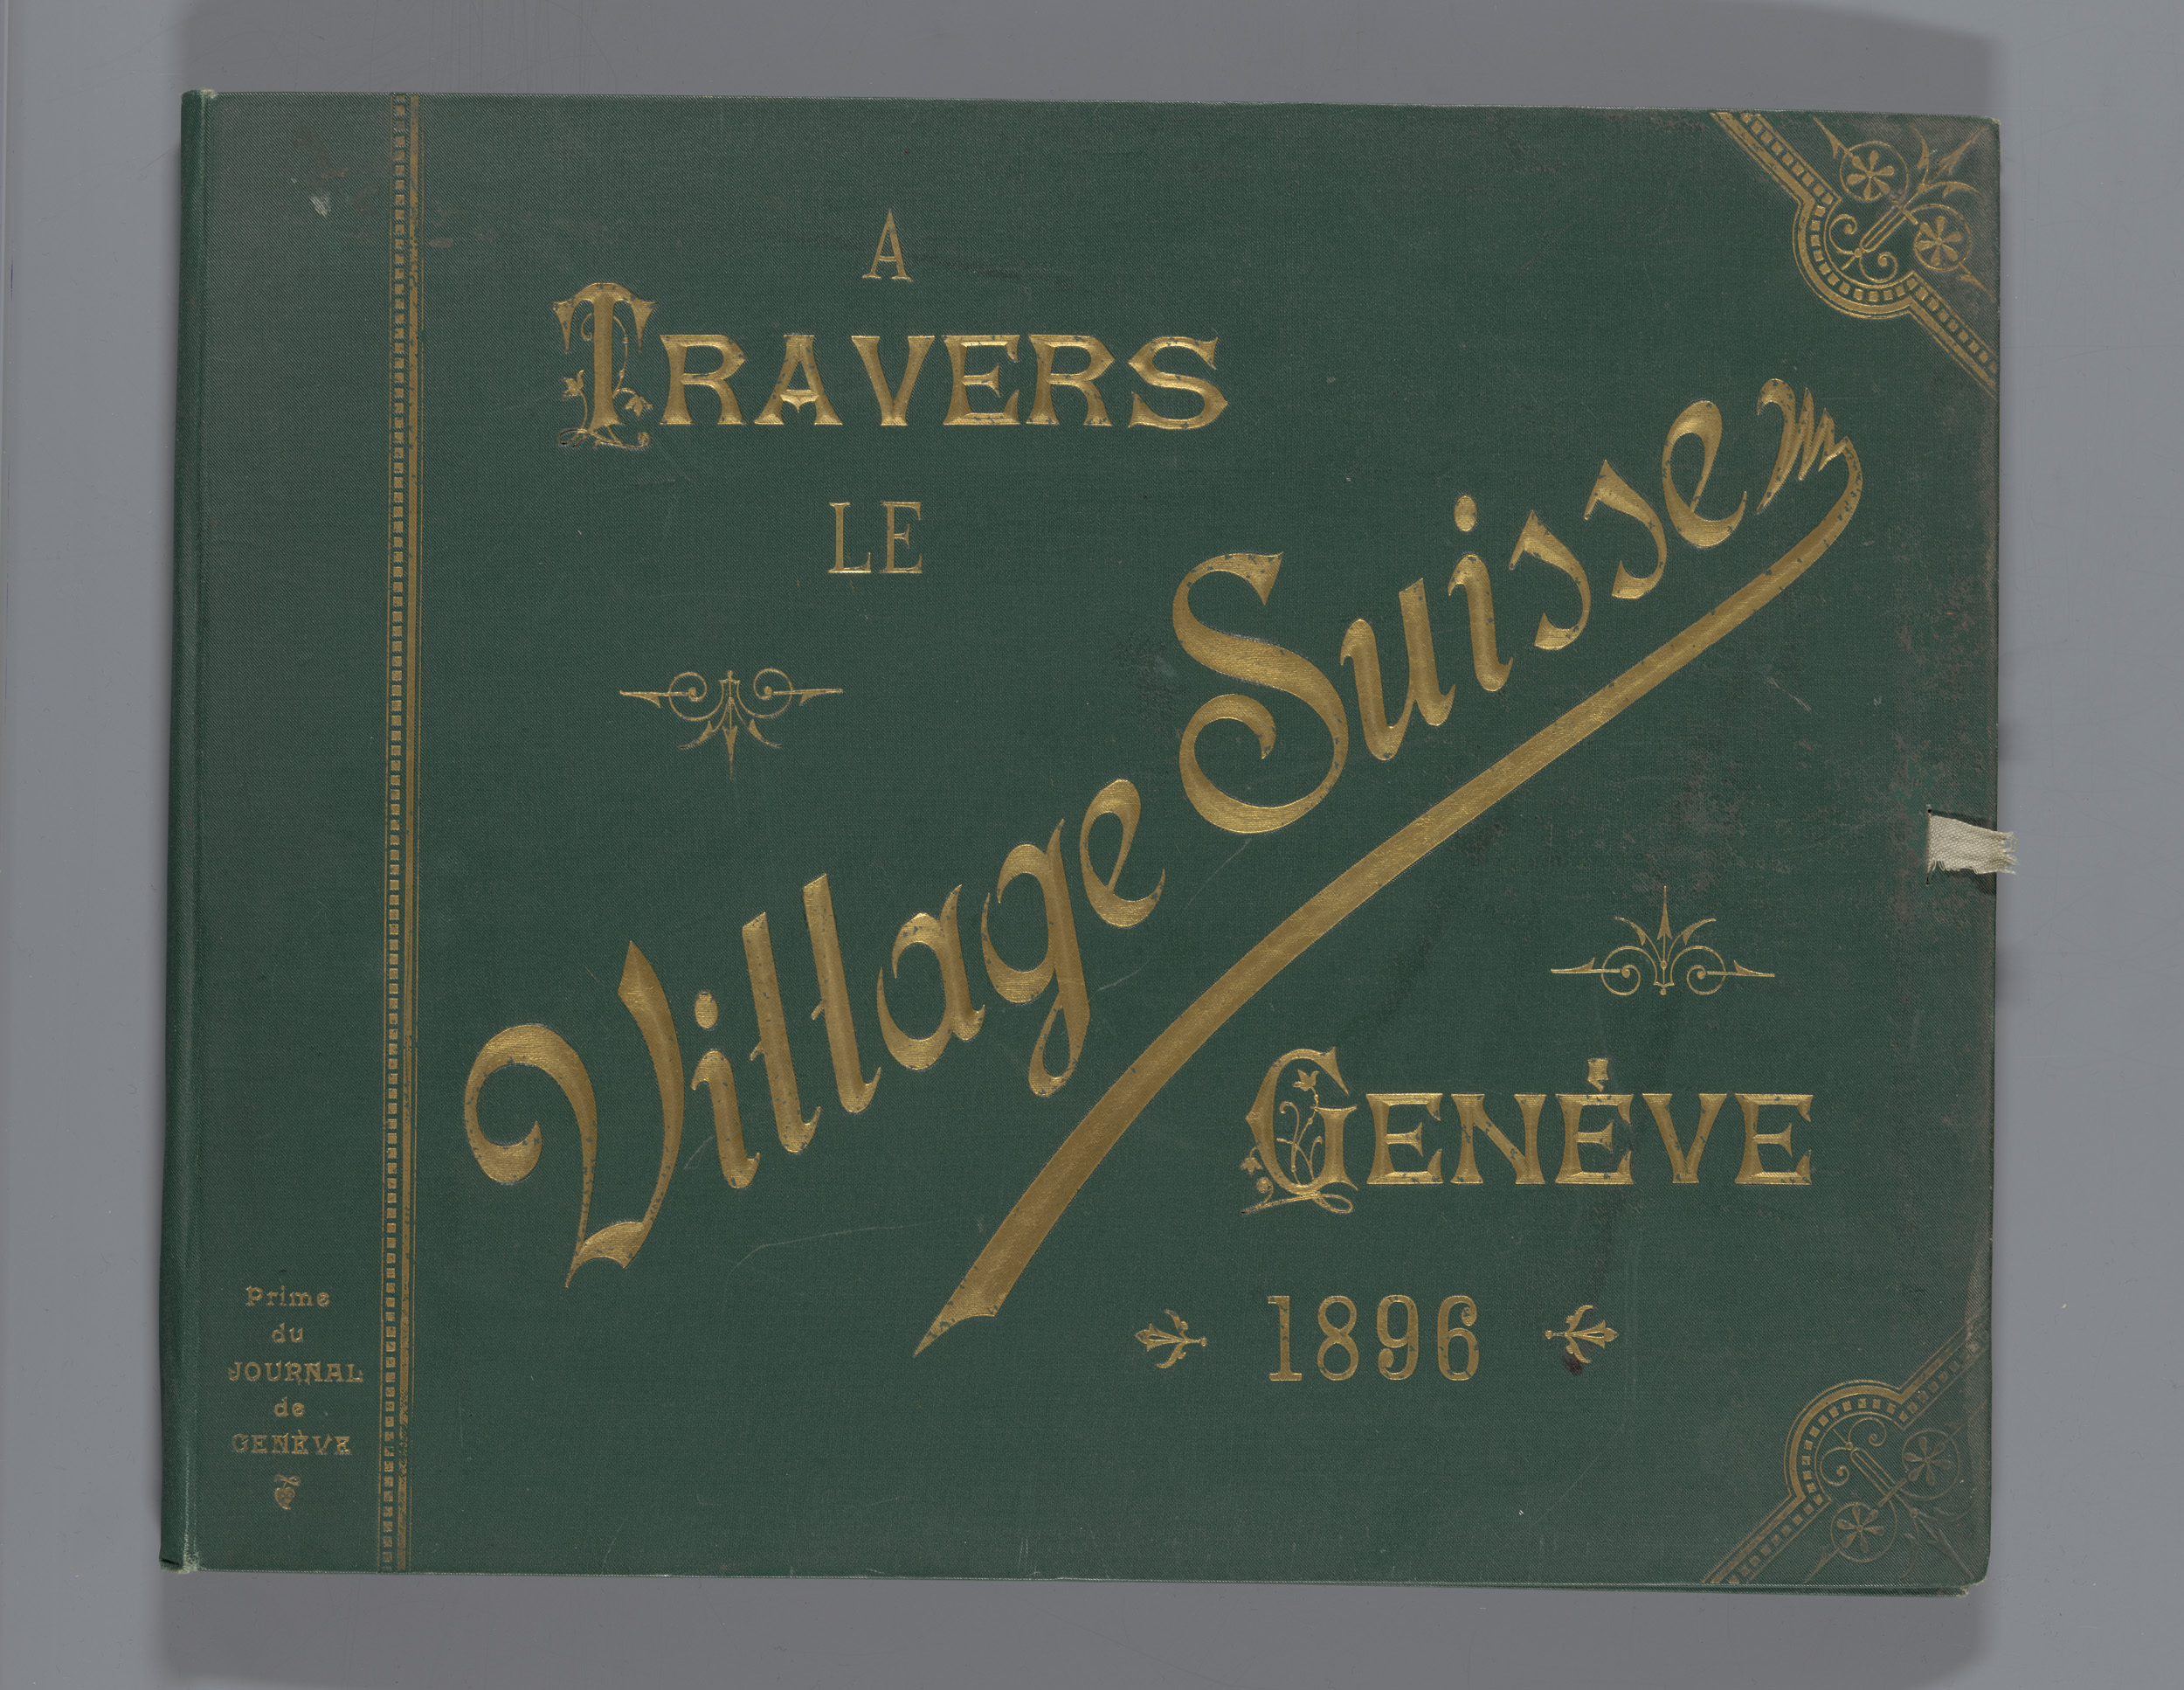 A
TRAVERS
LE
Village Suisse
GENÈVE
1896
Prime
du
JOURNAL
de
GENÈVE